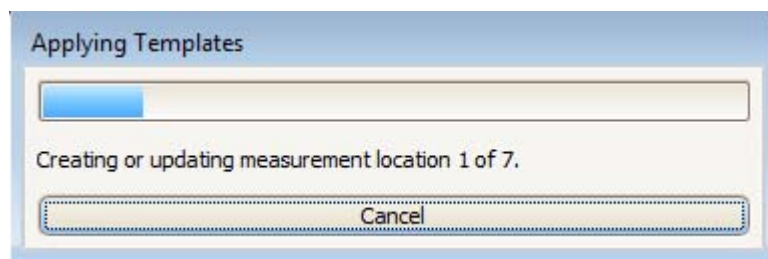 Applying Templates
Creating or updating measurement location 1 of 7.
Cancel